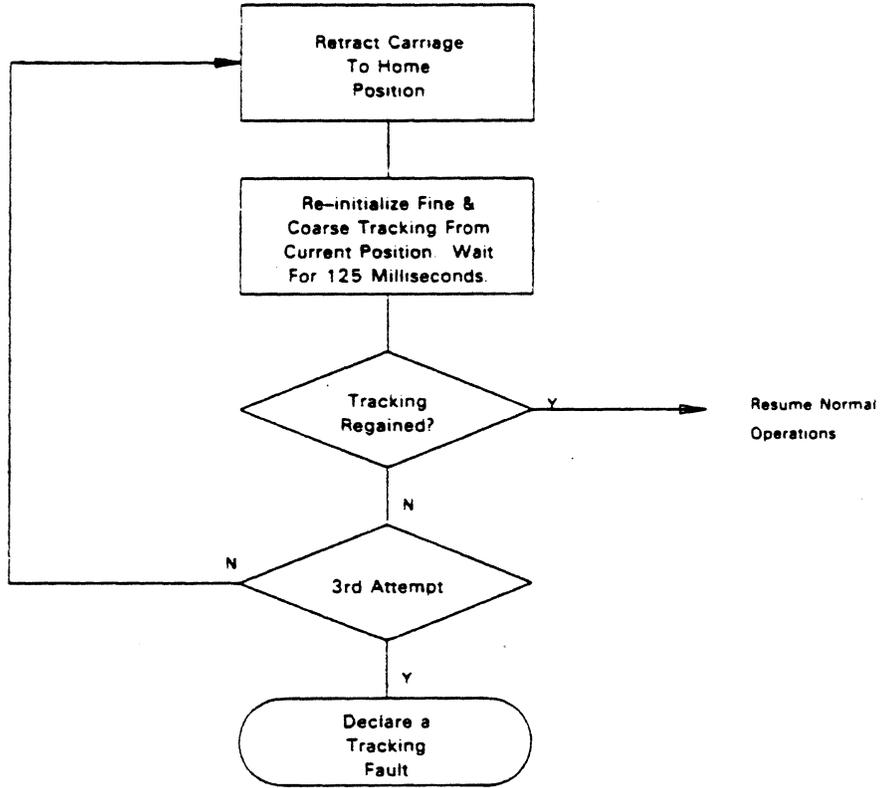 Retract Carriage
To Home
Position
Re-initialize Fine &
Coarse Tracking From
Current Position. Wait
For 125 Milliseconds.
Tracking
Regained?
Y
Resume Normal
Operations
N
N
3rd Attempt
Y
Declare a
Tracking
Fault